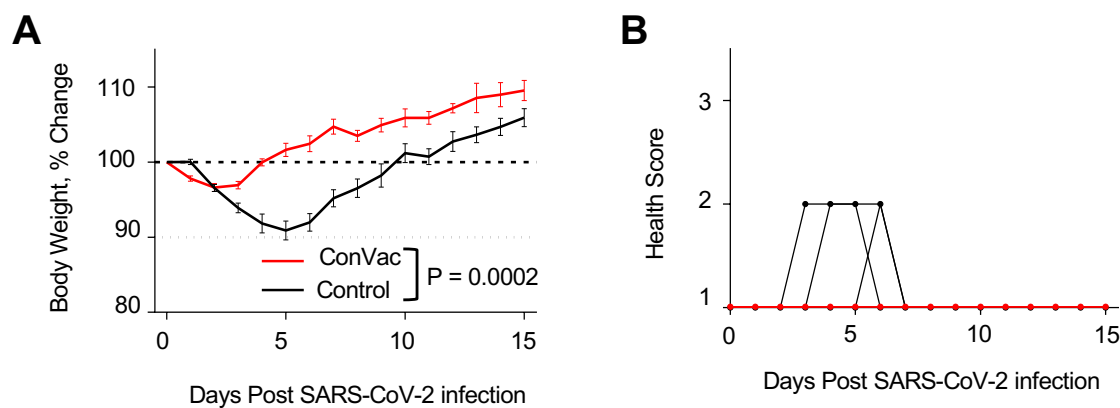 A
Body Weight, % Change
110
100
90
80
ConVac
Control
P = 0.0002
0
5
10
15
Days Post SARS-CoV-2 infection
B
Health Score
3
2
1
0
5
10
15
Days Post SARS-CoV-2 infection